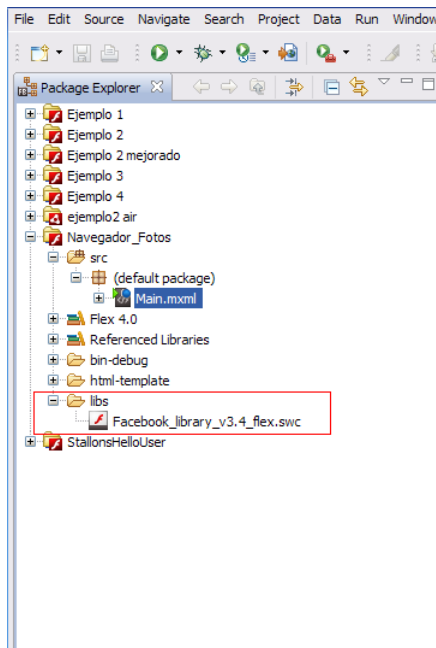 File Edit Source Navigate Search Project Data Run Window
Package Explorer
Ejemplo 1
Ejemplo 2
Ejemplo 2 mejorado
Ejemplo 3
Ejemplo 4
ejemplo2 air
Navegador_Fotos
src
(default package)
Main.mxml
Flex 4.0
Referenced Libraries
bin-debug
html-template
libs
Facebook_library_v3.4_flex.swc
StallonsHelloUser